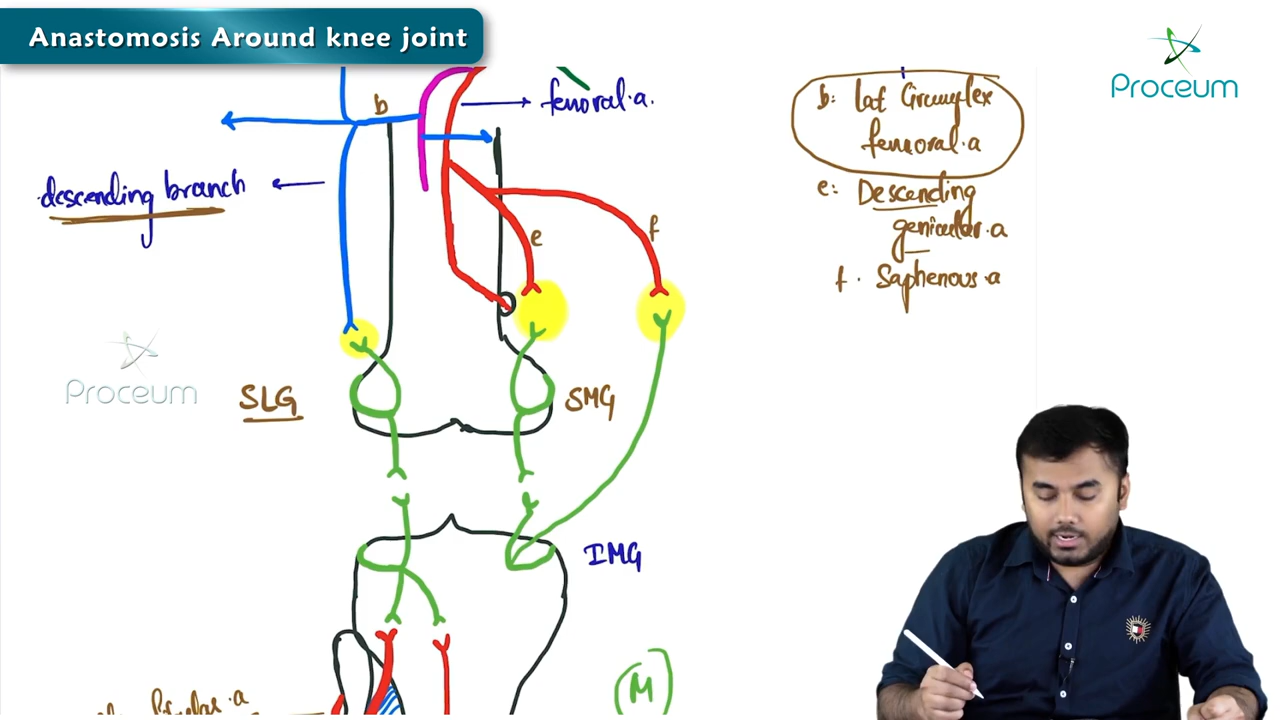 Anastomosis Around knee joint
Proceum
b
femoral.a.
b: lat Circumflex
femoral.a
descending branch
e: Descending
genicular.a
e
f
f. Saphenous.a
Proceum
SLG
SMG
IMG
M